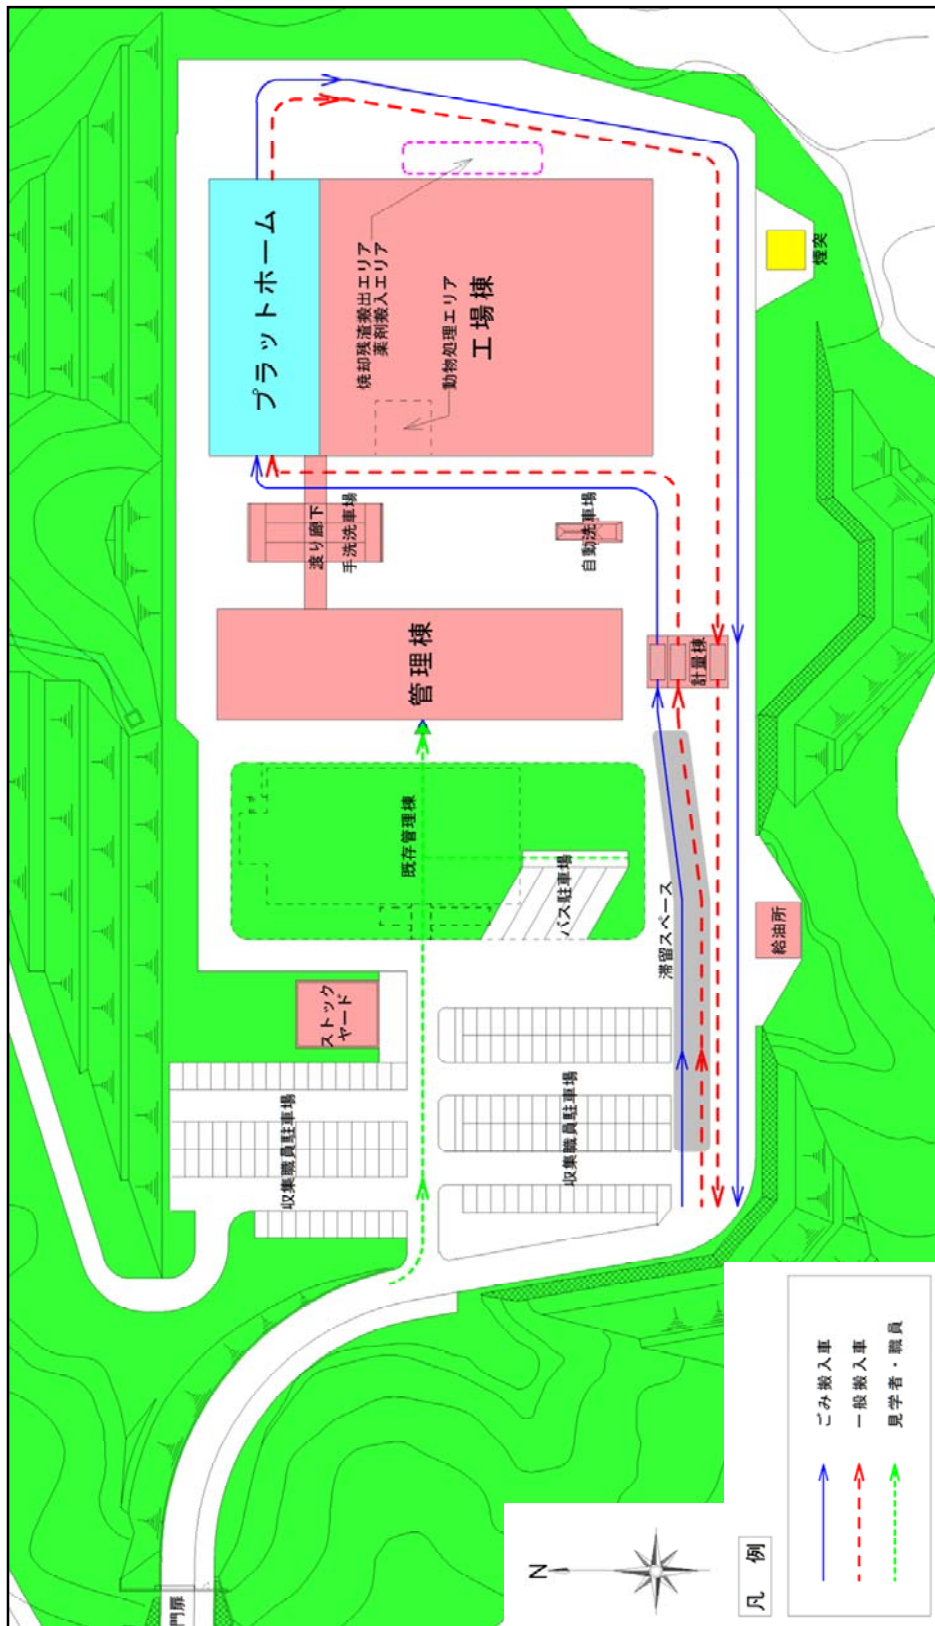 プラットホーム
焼却残渣搬出エリア
薬剤搬入エリア
動物処理エリア
工場棟
煙突
渡り廊下
手洗洗車場
自動洗車場
管理棟
計量棟
既存管理棟
バス駐車場
滞留スペース
給油所
ストック
ヤード
収集職員駐車場
収集職員駐車場
門扉
N
凡 例
ごみ搬入車
一般搬入車
見学者・職員